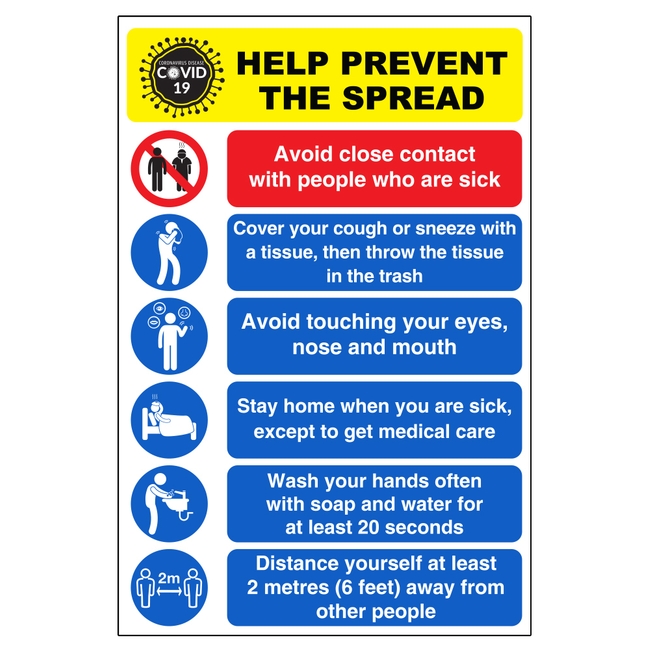 CORONAVIRUS DISEASE
COVID
19
HELP PREVENT
THE SPREAD
Avoid close contact
with people who are sick
Cover your cough or sneeze with
a tissue, then throw the tissue
in the trash
Avoid touching your eyes,
nose and mouth
Stay home when you are sick,
except to get medical care
Wash your hands often
with soap and water for
at least 20 seconds
2m
Distance yourself at least
2 metres (6 feet) away from
other people